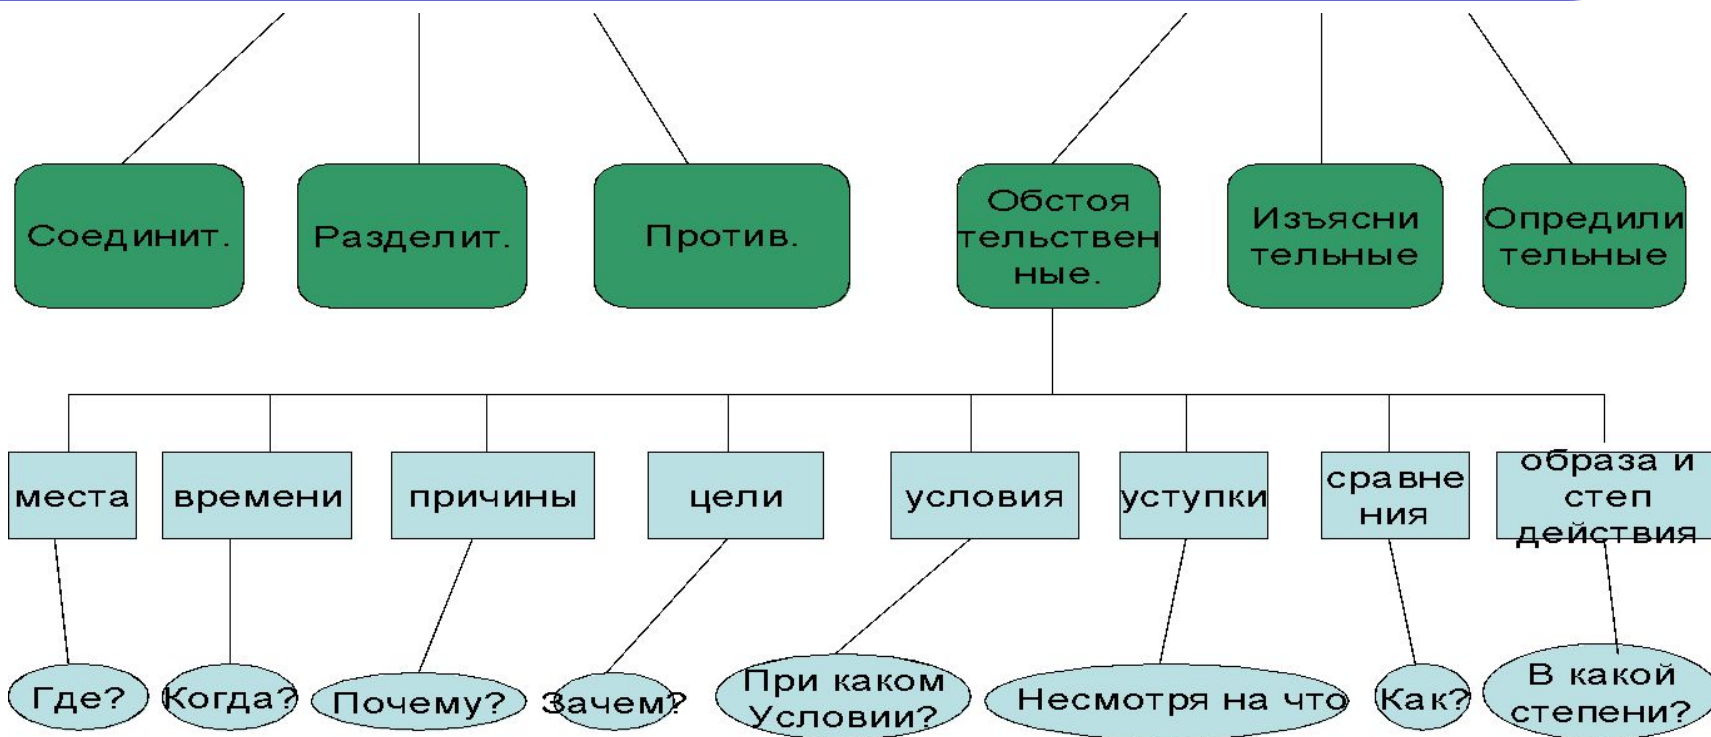 Соединит.
Разделит.
Против.
Обстоя
тельствен
ные.
Изъясни
тельные
Опредили
тельные
места
времени
причины
цели
условия
уступки
сравне
ния
образа и
степ
действия
Где?
Когда?
Почему?
Зачем?
При каком
Условии?
Несмотря на что
Как?
В какой
степени?